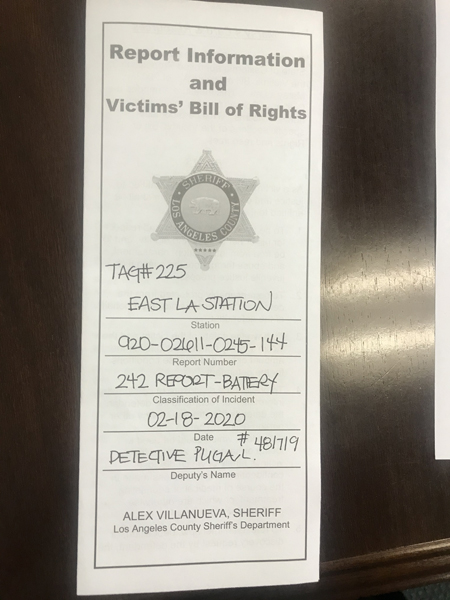 Report Information
and
Victims' Bill of Rights
SHERIFF
LOS ANGELES COUNTY
TAG# 225
EAST LA STATION
Station
920-02611-0245-144
Report Number
242 REPORT-BATTERY
Classification of Incident
02-18-2020
Date
# 481719
DETECTIVE PUGA, L.
Deputy's Name
ALEX VILLANUEVA, SHERIFF
Los Angeles County Sheriff's Department